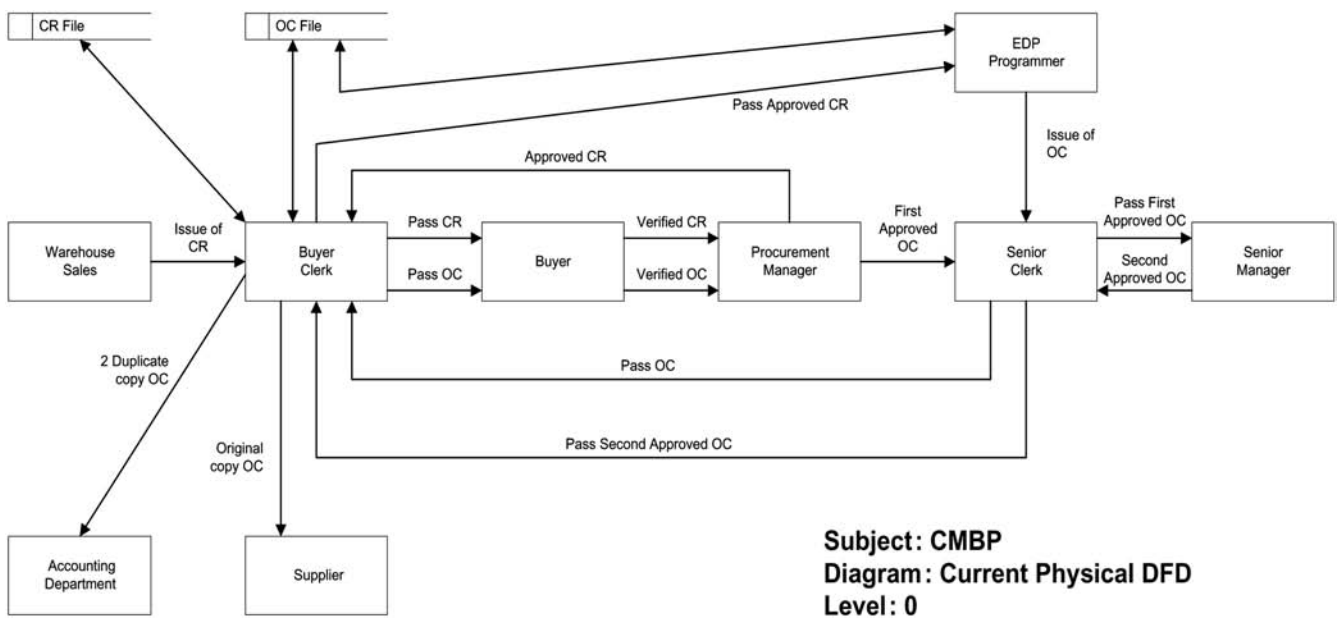 CR File
OC File
EDP
Programmer
Pass Approved CR
Issue of
OC
Approved CR
Warehouse
Sales
Issue of
CR
Buyer
Clerk
Pass CR
Pass OC
Buyer
Verified CR
Verified OC
Procurement
Manager
First
Approved
OC
Senior
Clerk
Pass First
Approved OC
Second
Approved OC
Senior
Manager
2 Duplicate
copy OC
Pass OC
Original
copy OC
Pass Second Approved OC
Accounting
Department
Supplier
Subject: CMBP
Diagram: Current Physical DFD
Level: 0